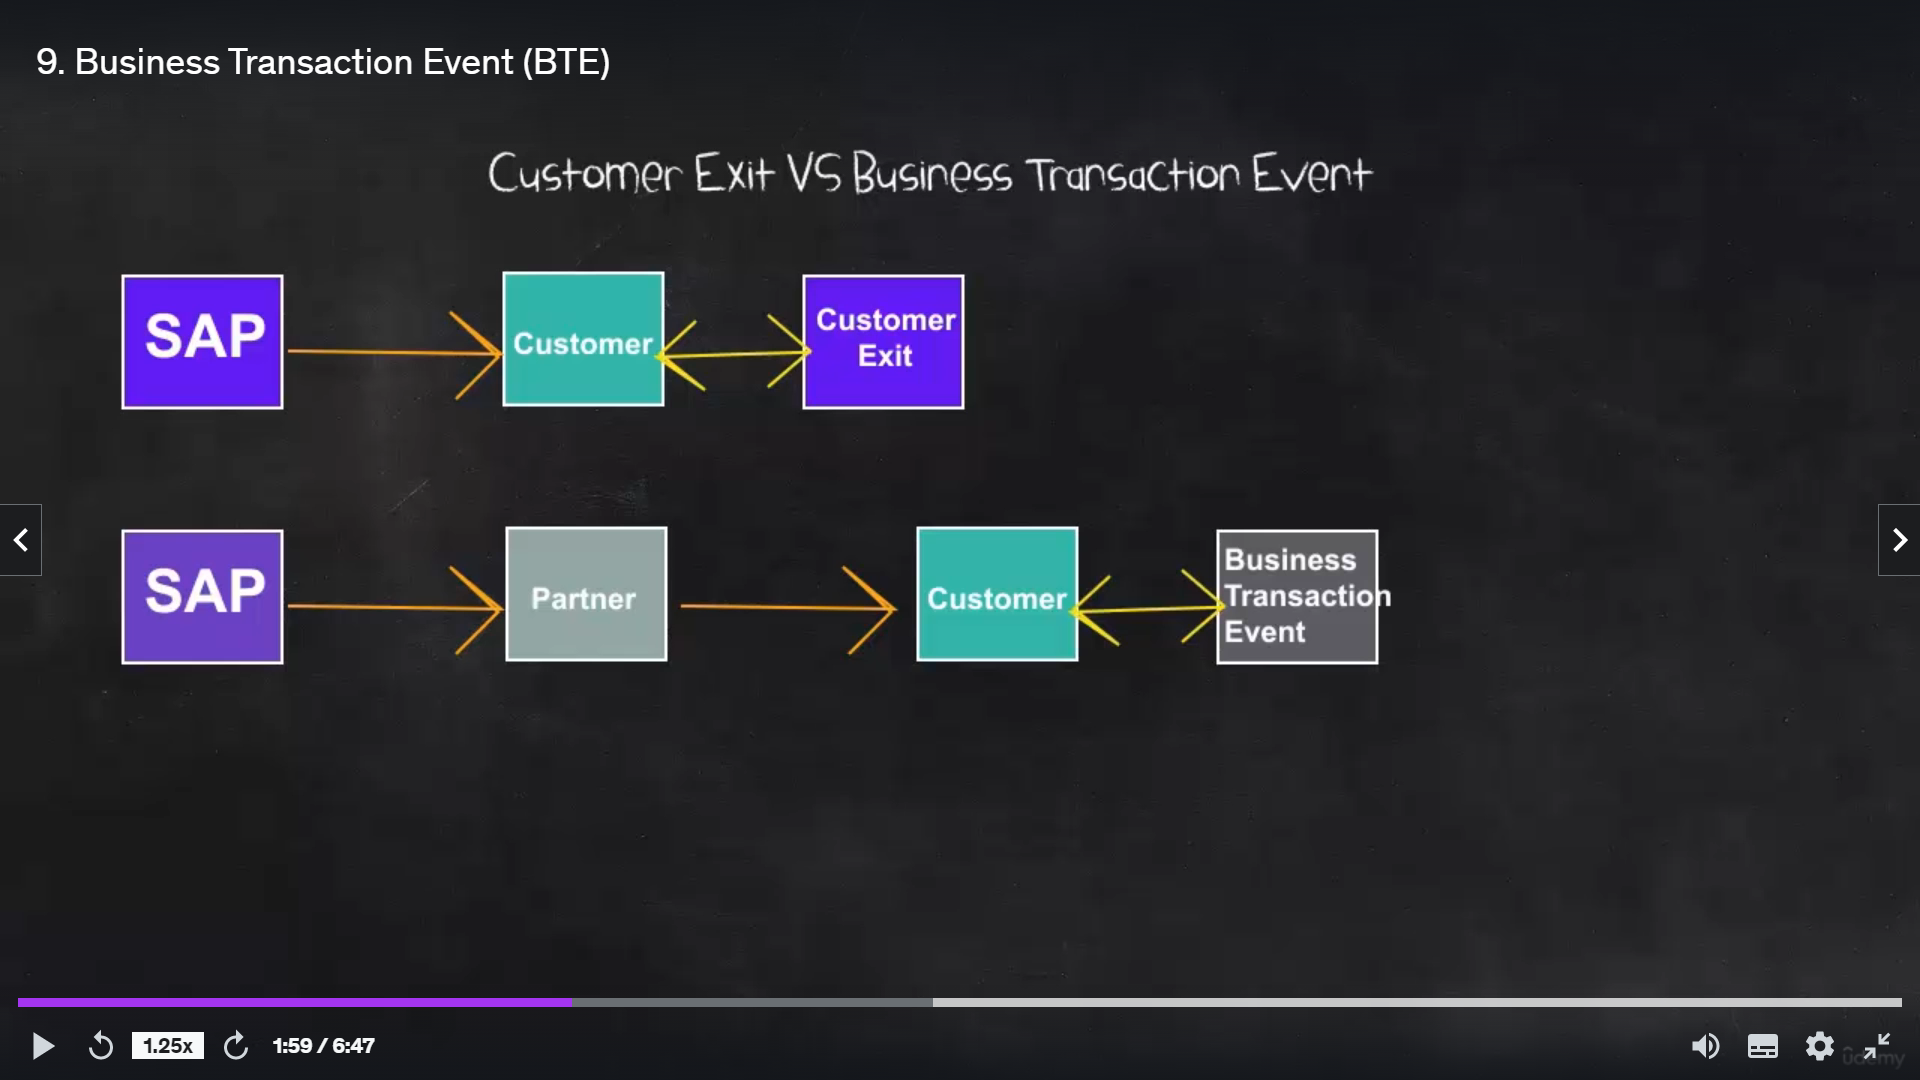 9. Business Transaction Event (BTE)
Customer Exit VS Business Transaction Event
SAP
Customer
Customer
Exit
SAP
Partner
Customer
Business
Transaction
Event
1.25x
1:59 / 6:47
udemy